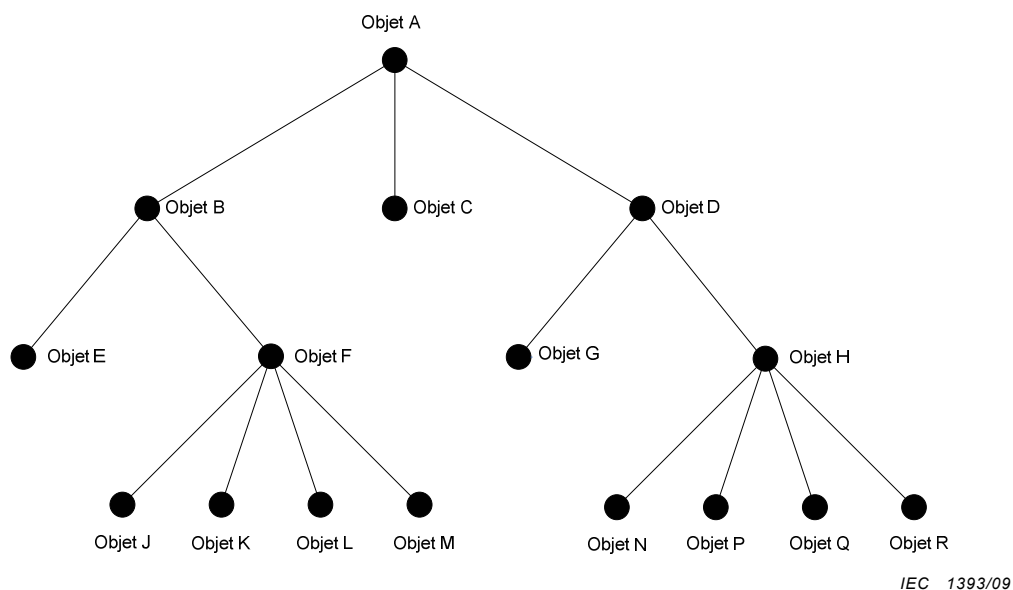 Objet A
Objet B
Objet C
Objet D
Objet E
Objet F
Objet G
Objet H
Objet J
Objet K
Objet L
Objet M
Objet N
Objet P
Objet Q
Objet R
IEC 1393/09